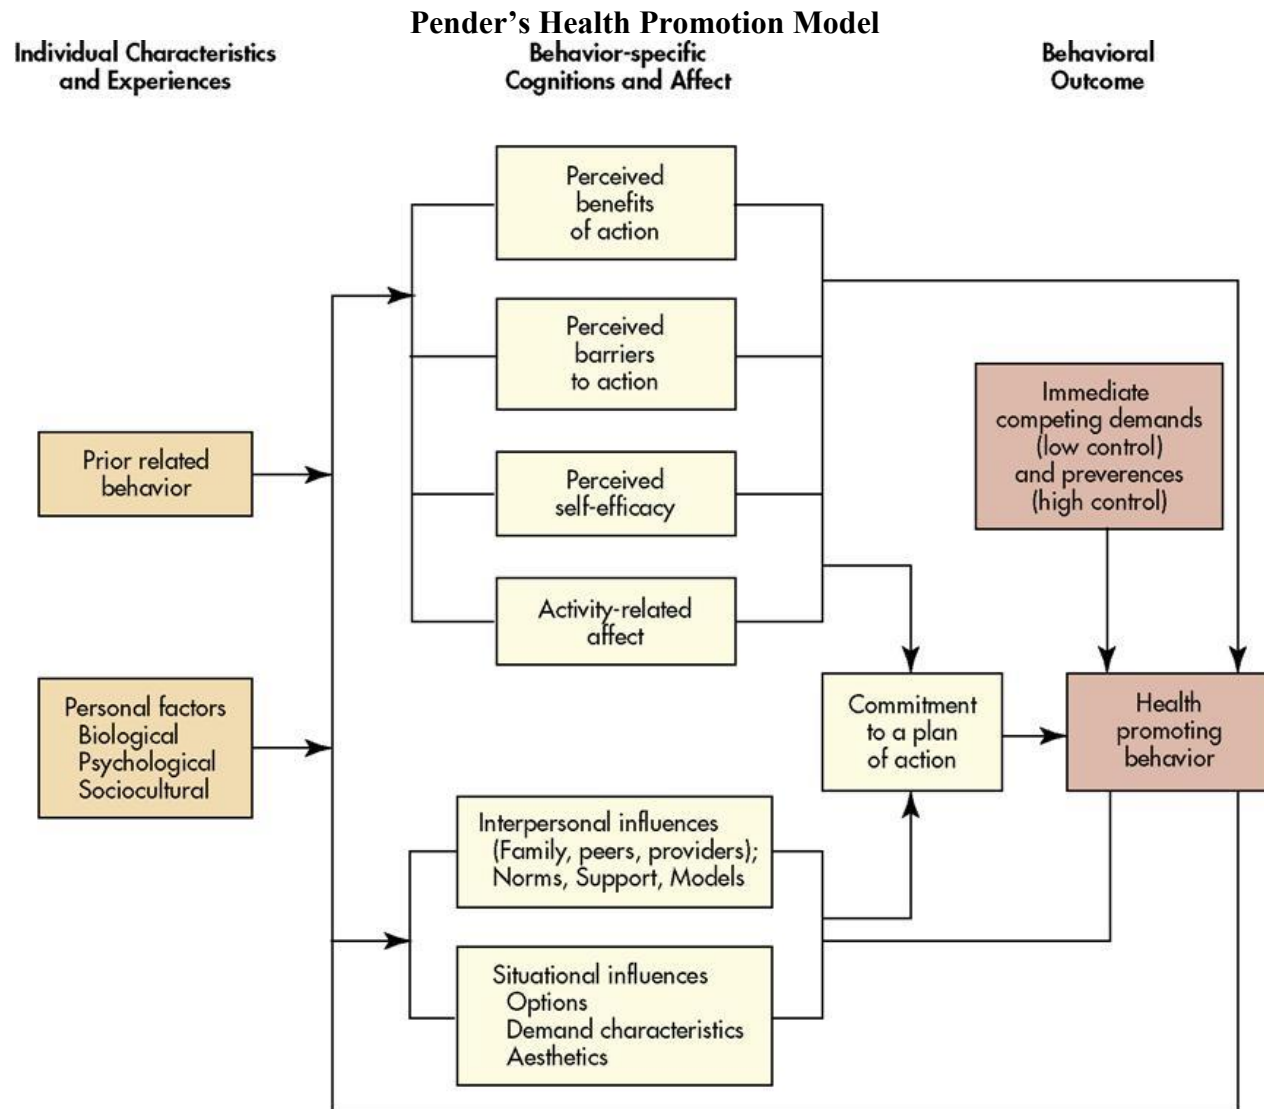 Pender’s Health Promotion Model
Individual Characteristics
and Experiences
Behavior-specific
Cognitions and Affect
Behavioral
Outcome
Perceived
benefits
of action
Perceived
barriers
to action
Immediate
competing demands
(low control)
and preverences
(high control)
Prior related
behavior
Perceived
self-efficacy
Activity-related
affect
Personal factors
Biological
Psychological
Sociocultural
Commitment
to a plan
of action
Health
promoting
behavior
Interpersonal influences
(Family, peers, providers);
Norms, Support, Models
Situational influences
Options
Demand characteristics
Aesthetics